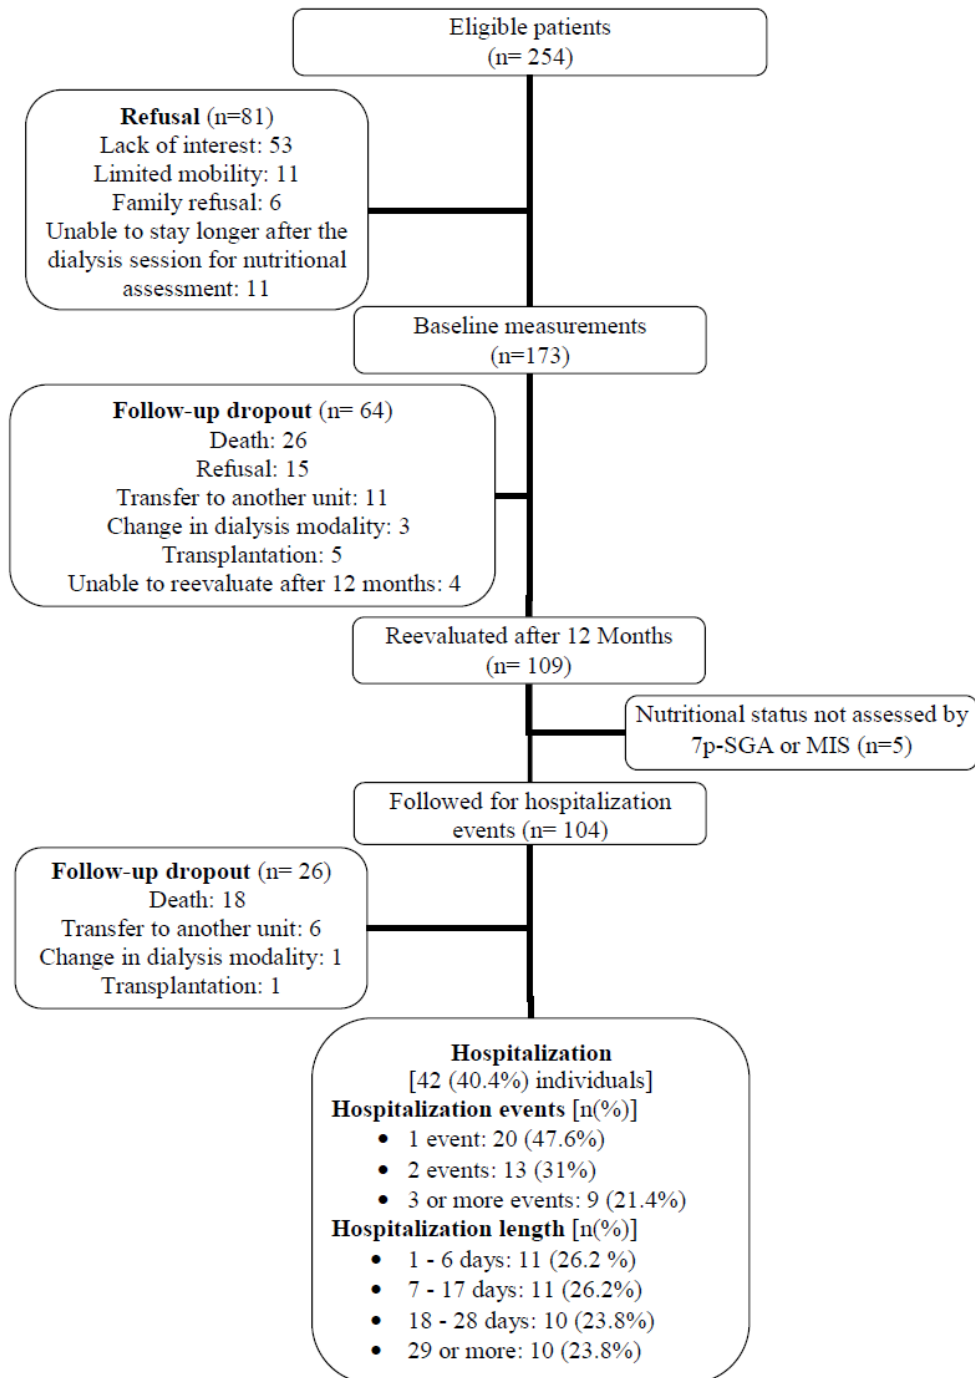 Eligible patients
(n= 254)
Refusal (n=81)
Lack of interest: 53
Limited mobility: 11
Family refusal: 6
Unable to stay longer after the
dialysis session for nutritional
assessment: 11
Baseline measurements
(n=173)
Follow-up dropout (n= 64)
Death: 26
Refusal: 15
Transfer to another unit: 11
Change in dialysis modality: 3
Transplantation: 5
Unable to reevaluate after 12 months: 4
Reevaluated after 12 Months
(n= 109)
Nutritional status not assessed by
7p-SGA or MIS (n=5)
Followed for hospitalization
events (n= 104)
Follow-up dropout (n= 26)
Death: 18
Transfer to another unit: 6
Change in dialysis modality: 1
Transplantation: 1
Hospitalization
[42 (40.4%) individuals]
Hospitalization events [n(%)]
• 1 event: 20 (47.6%)
• 2 events: 13 (31%)
• 3 or more events: 9 (21.4%)
Hospitalization length [n(%)]
• 1 - 6 days: 11 (26.2 %)
• 7 - 17 days: 11 (26.2%)
• 18 - 28 days: 10 (23.8%)
• 29 or more: 10 (23.8%)